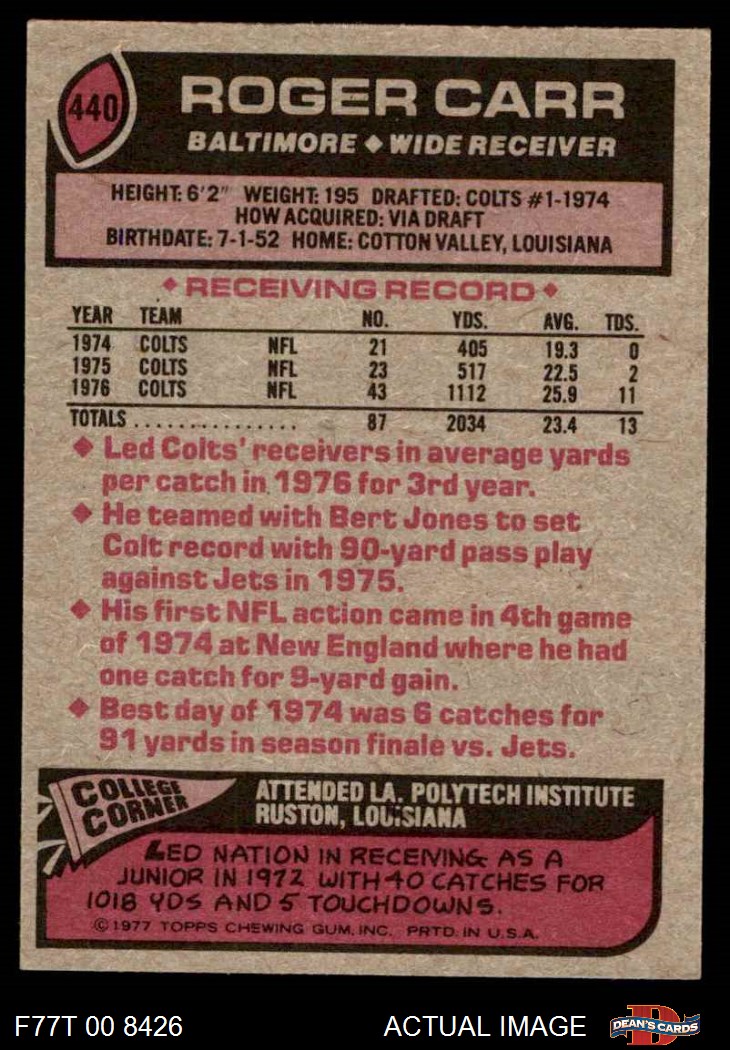 440
ROGER CARR
BALTIMORE ◆ WIDE RECEIVER
HEIGHT: 6'2" WEIGHT: 195 DRAFTED: COLTS #1-1974
HOW ACQUIRED: VIA DRAFT
BIRTHDATE: 7-1-52 HOME: COTTON VALLEY, LOUISIANA
◆ RECEIVING RECORD ◆
YEAR TEAM NO. YDS. AVG. TDS.
1974 COLTS NFL 21 405 19.3 0
1975 COLTS NFL 23 517 22.5 2
1976 COLTS NFL 43 1112 25.9 11
TOTALS . . . . . . . . . . . . . . . 87 2034 23.4 13
◆ Led Colts' receivers in average yards
per catch in 1976 for 3rd year.
◆ He teamed with Bert Jones to set
Colt record with 90-yard pass play
against Jets in 1975.
◆ His first NFL action came in 4th game
of 1974 at New England where he had
one catch for 9-yard gain.
◆ Best day of 1974 was 6 catches for
91 yards in season finale vs. Jets.
COLLEGE
CORNER
ATTENDED LA. POLYTECH INSTITUTE
RUSTON, LOUISIANA
LED NATION IN RECEIVING AS A
JUNIOR IN 1972 WITH 40 CATCHES FOR
1018 YDS AND 5 TOUCHDOWNS.
© 1977 TOPPS CHEWING GUM, INC. PRTD. IN U.S.A.
F77T 00 8426
ACTUAL IMAGE
D
DEAN'S CARDS